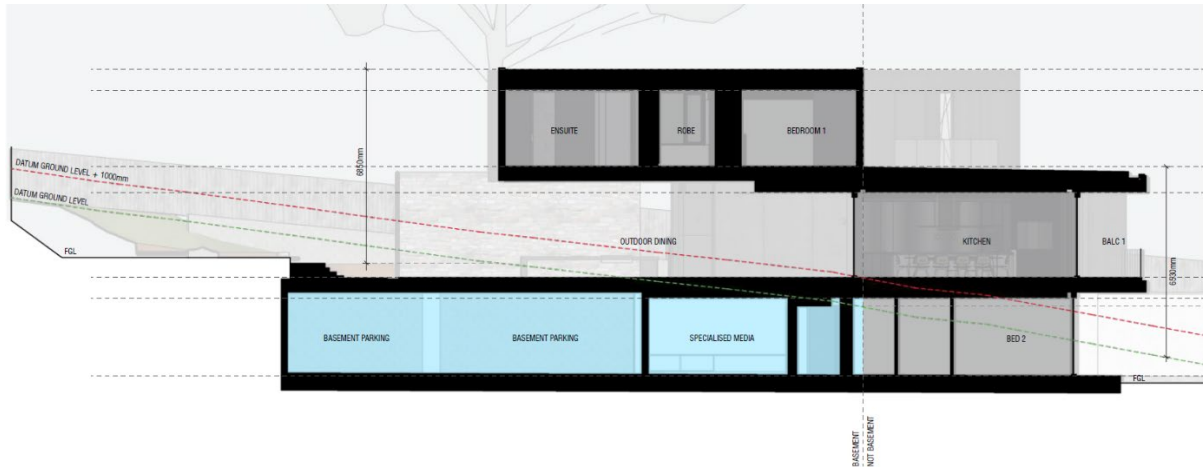 ENSUITE
ROBE
BEDROOM 1
6850mm
DATUM GROUND LEVEL + 1000mm
DATUM GROUND LEVEL
FGL
OUTDOOR DINING
KITCHEN
BALC 1
6930mm
BASEMENT PARKING
BASEMENT PARKING
SPECIALISED MEDIA
BED 2
FGL
BASEMENT
NOT BASEMENT